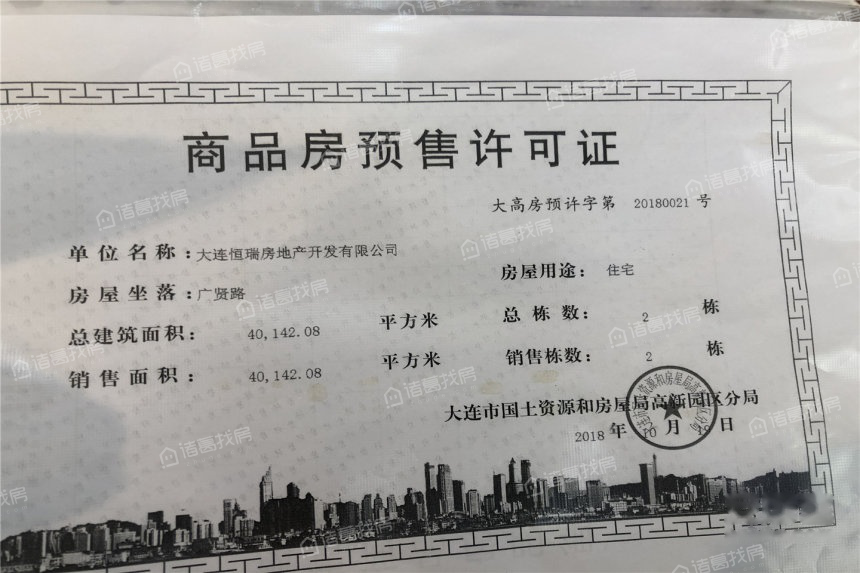 商品房预售许可证
大高房预许字第 20180021 号
单位名称：大连恒瑞房地产开发有限公司
房屋用途： 住宅
房屋坐落：广贤路
总建筑面积： 40,142.08 平方米
总栋数： 2 栋
销售面积： 40,142.08 平方米
销售栋数： 2 栋
大连市国土资源和房屋局高新园区分局
2018 年 10 月 日
诸葛找房